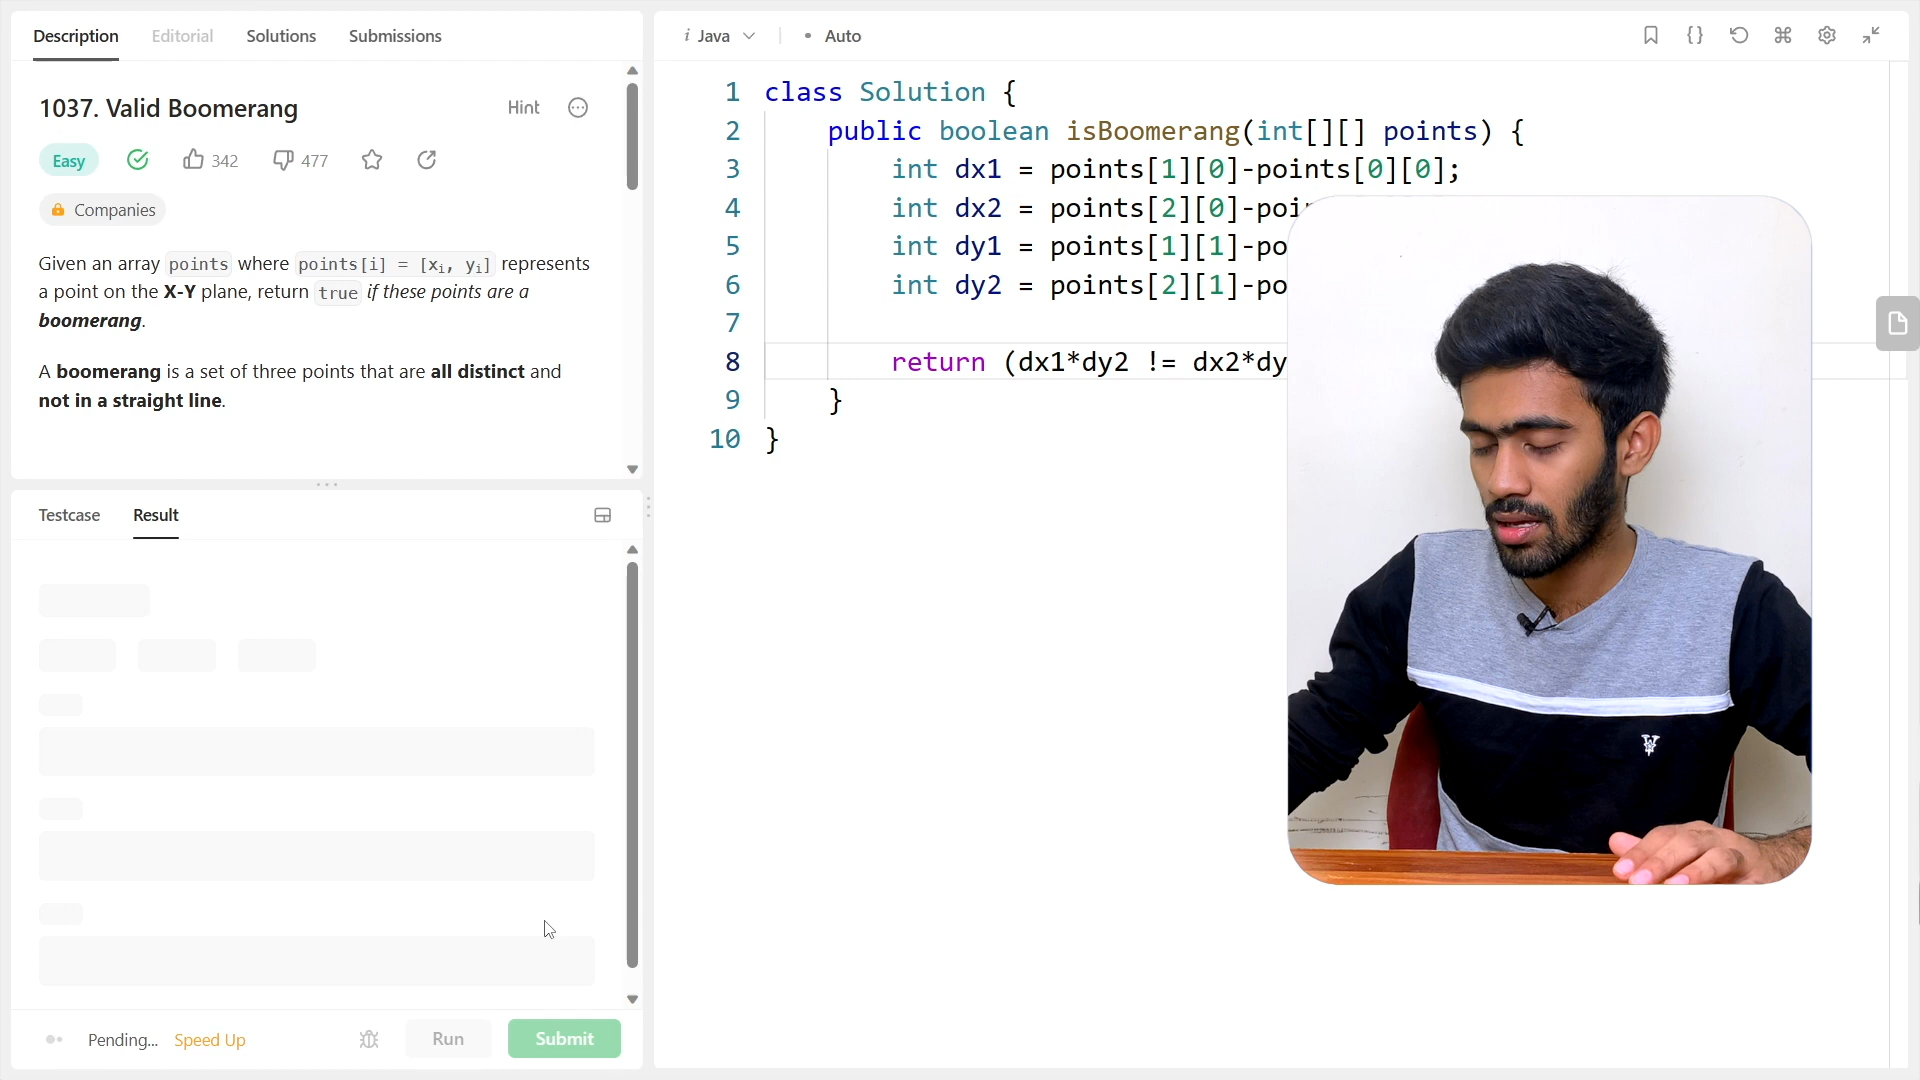 Description Editorial Solutions Submissions
1037. Valid Boomerang Hint
Easy 342 477
Companies
Given an array points where points[i] = [xi, yi] represents
a point on the X-Y plane, return true if these points are a
boomerang.
A boomerang is a set of three points that are all distinct and
not in a straight line.
Testcase Result
Pending... Speed Up Run Submit
i Java • Auto
1 class Solution {
2 public boolean isBoomerang(int[][] points) {
3 int dx1 = points[1][0]-points[0][0];
4 int dx2 = points[2][0]-poi
5 int dy1 = points[1][1]-po
6 int dy2 = points[2][1]-po
7
8 return (dx1*dy2 != dx2*dy
9 }
10 }